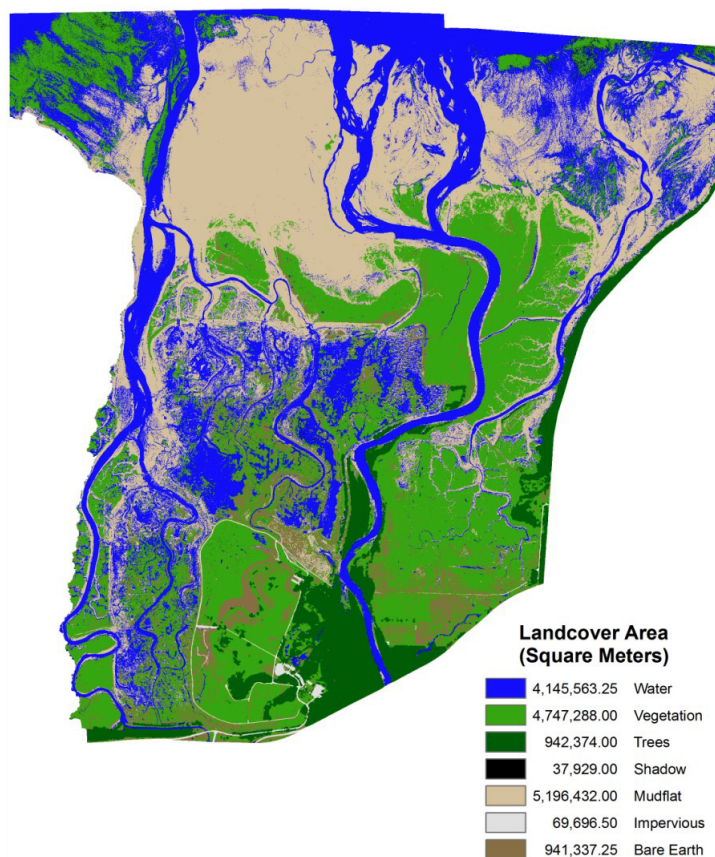 Landcover Area
(Square Meters)
4,145,563.25 Water
4,747,288.00 Vegetation
942,374.00 Trees
37,929.00 Shadow
5,196,432.00 Mudflat
69,696.50 Impervious
941,337.25 Bare Earth